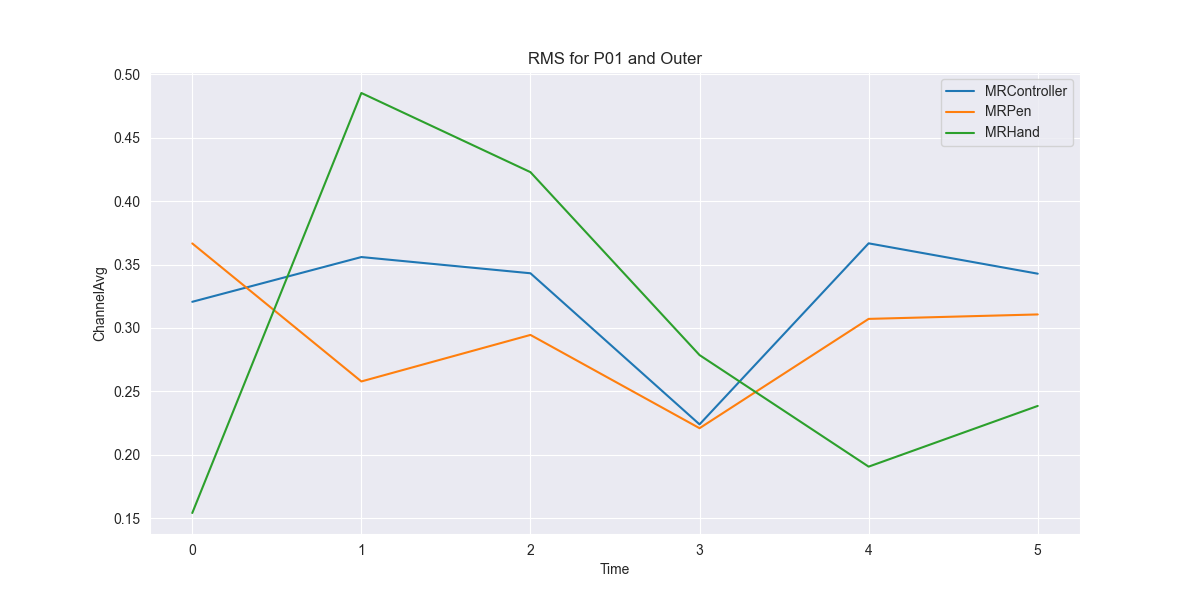 RMS for P01 and Outer
0.50
0.45
0.40
0.35
0.30
0.25
0.20
0.15
ChannelAvg
MRController
MRPen
MRHand
0 1 2 3 4 5
Time